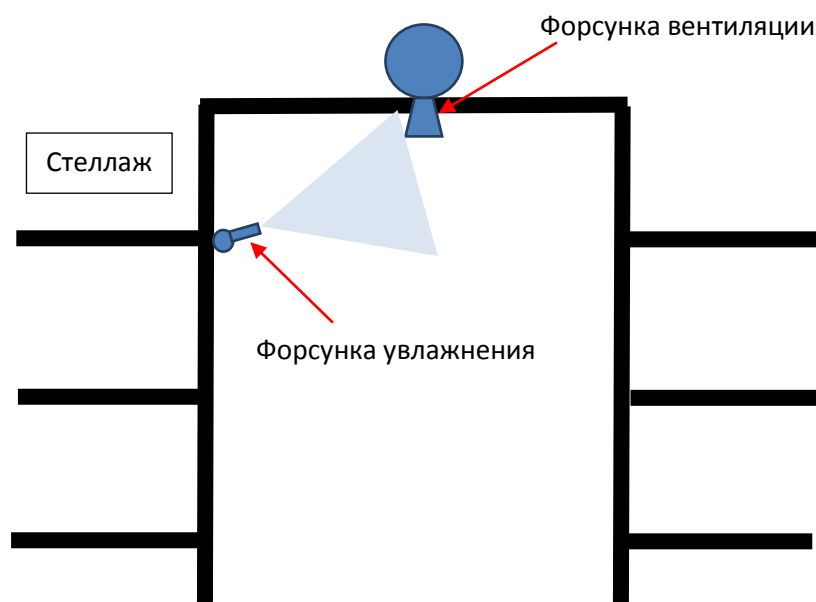 Форсунка вентиляции
Стеллаж
Форсунка увлажнения